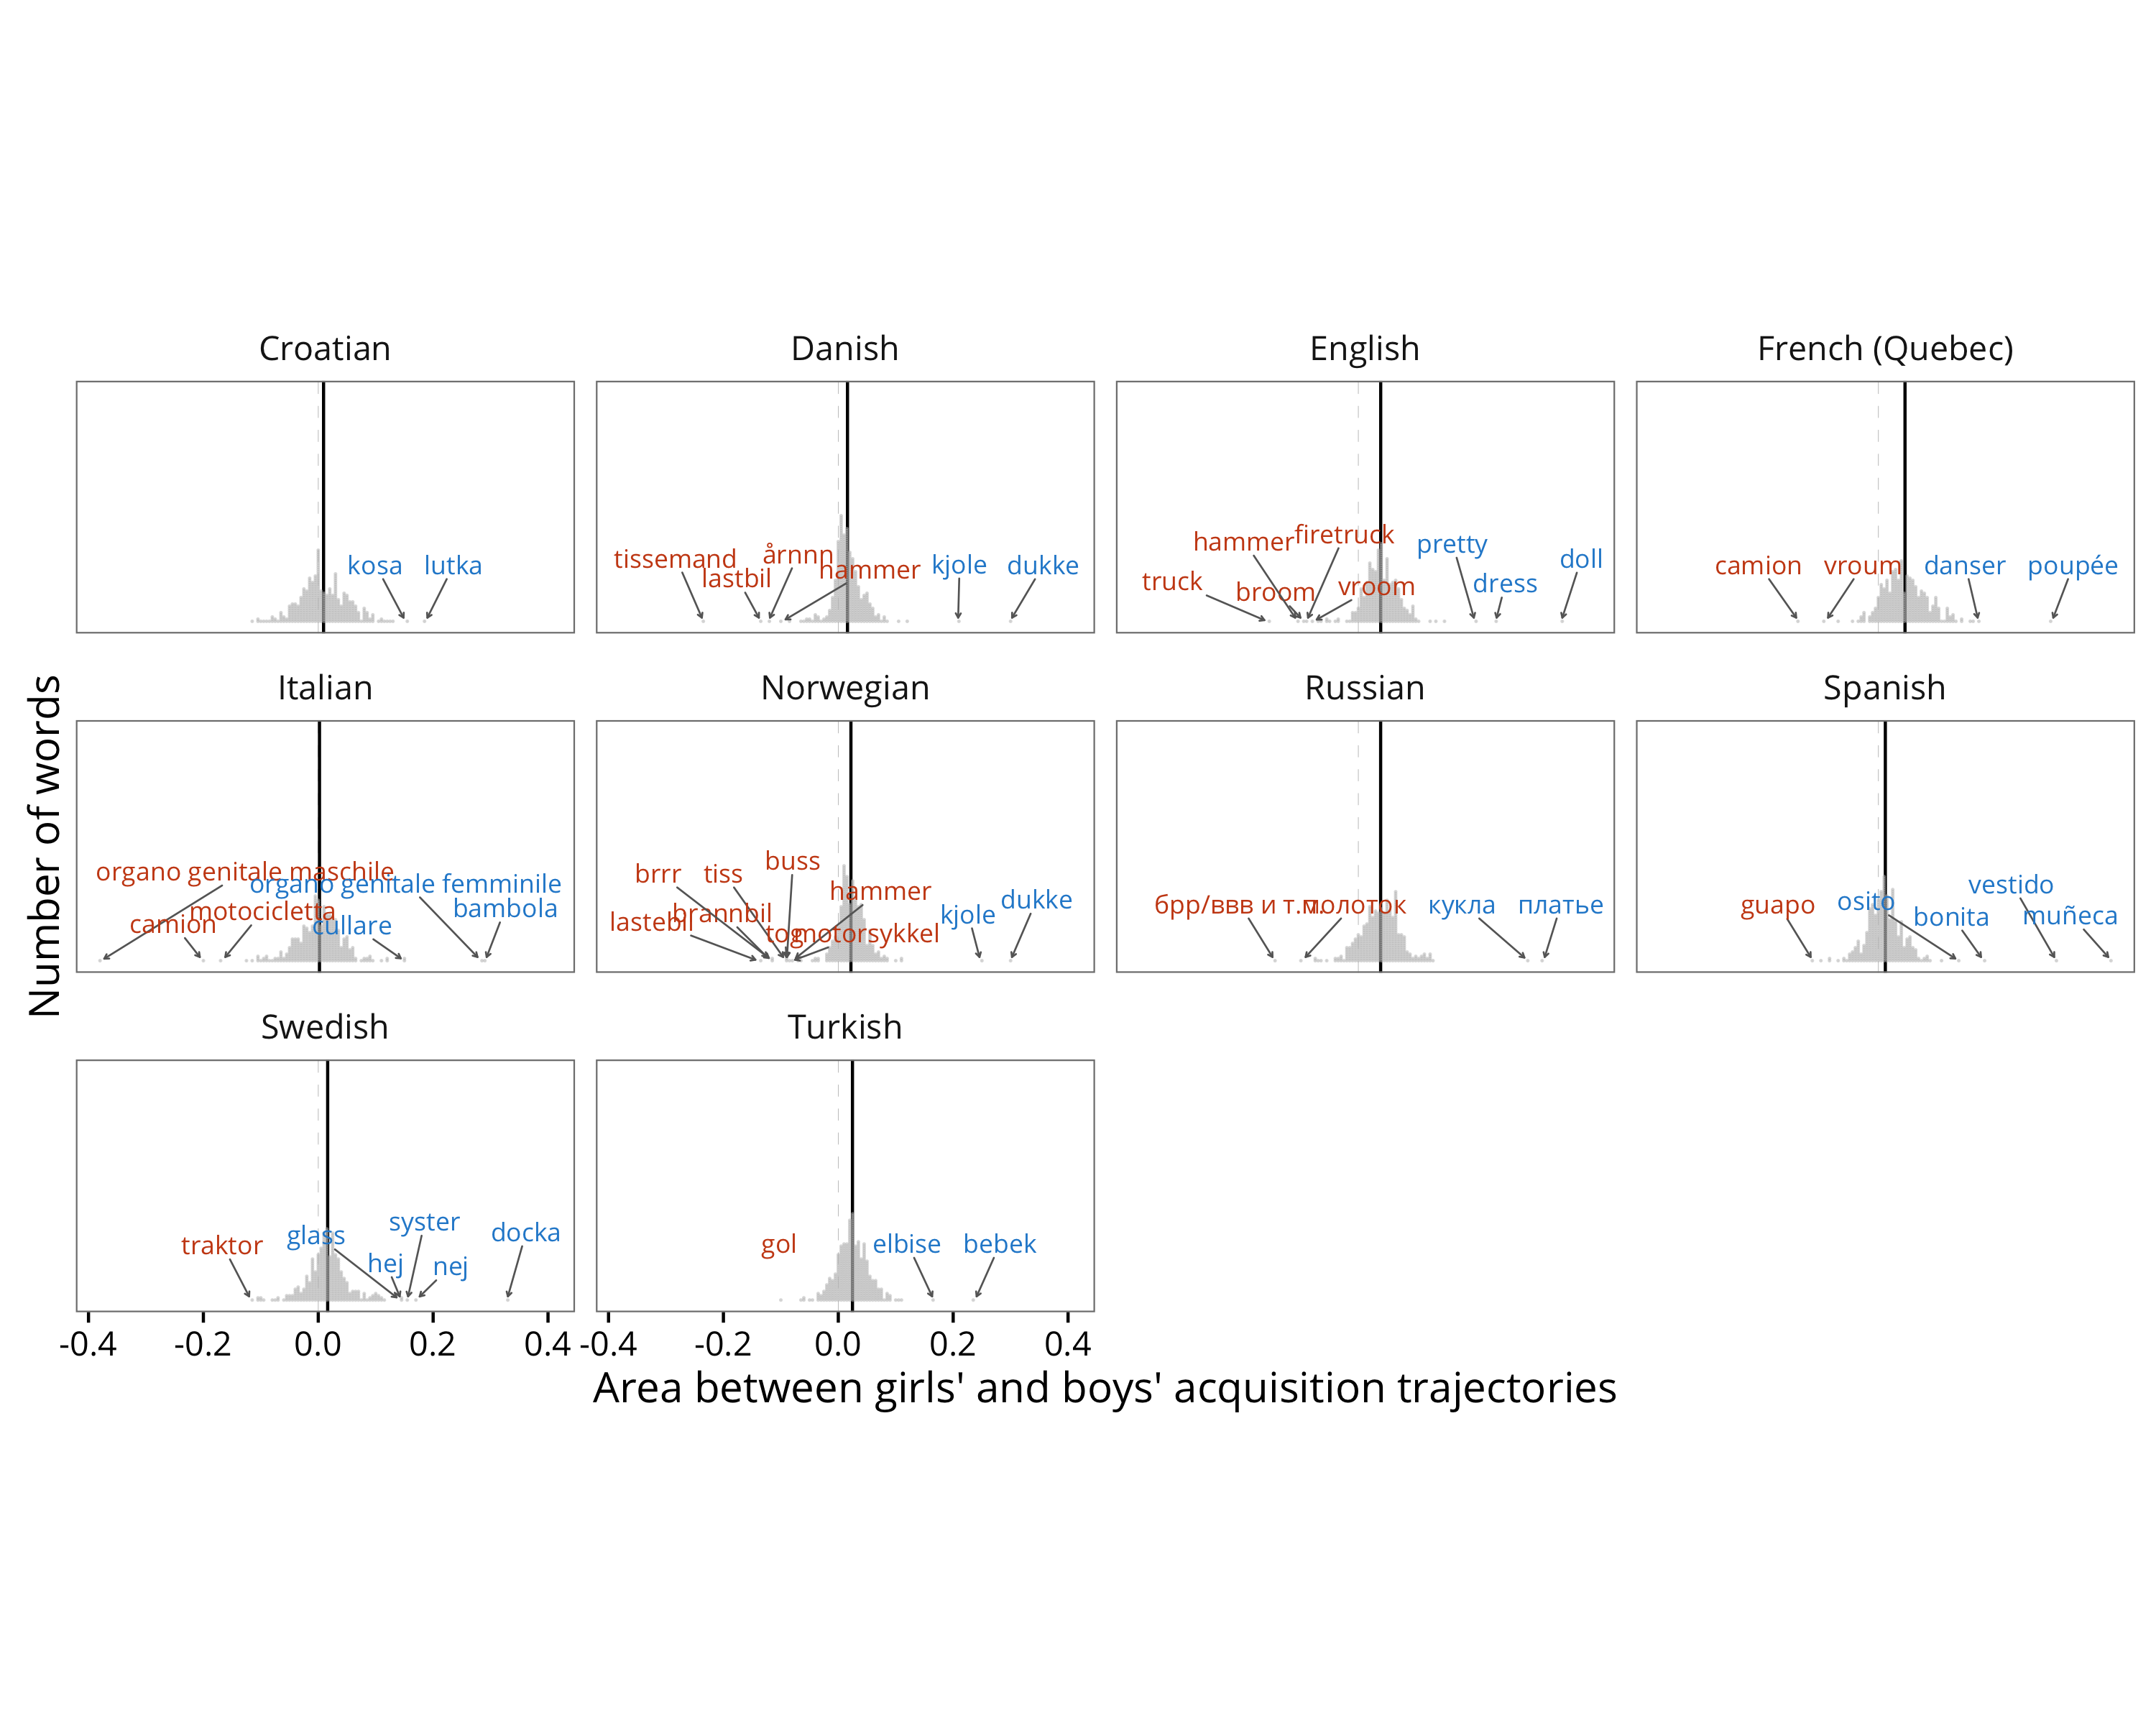 Croatian
Danish
English
French (Quebec)
kosa
lutka
tissemand
lastbil
årnnn
hammer
kjole
dukke
truck
hammer
broom
firetruck
vroom
pretty
dress
doll
camion
vroum
danser
poupée
Number of words
Italian
Norwegian
Russian
Spanish
organo genitale maschile
organo genitale femminile
camion
motocicletta
cullare
bambola
brrr
tiss
buss
lastebil
brannbil
hammer
tog
motorsykkel
kjole
dukke
брр/ввв и т.п.
молоток
кукла
платье
guapo
osito
bonita
vestido
muñeca
Swedish
Turkish
traktor
glass
syster
hej
nej
docka
gol
elbise
bebek
-0.4 -0.2 0.0 0.2 0.4
-0.4 -0.2 0.0 0.2 0.4
Area between girls' and boys' acquisition trajectories